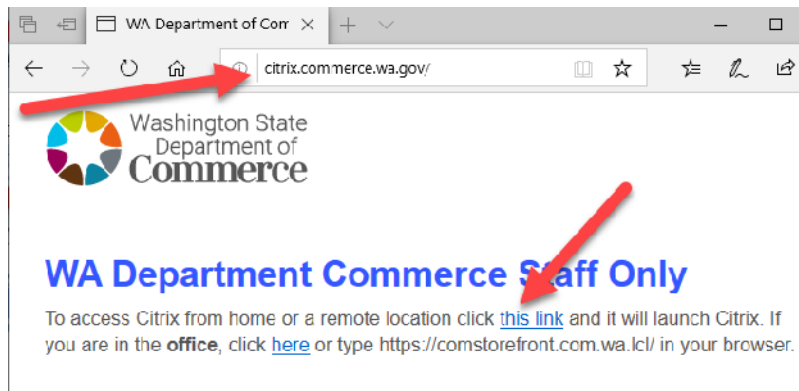 WA Department of Com
citrix.commerce.wa.gov/
Washington State
Department of
Commerce
WA Department Commerce Staff Only
To access Citrix from home or a remote location click this link and it will launch Citrix. If
you are in the office, click here or type https://comstorefront.com.wa.lcl/ in your browser.